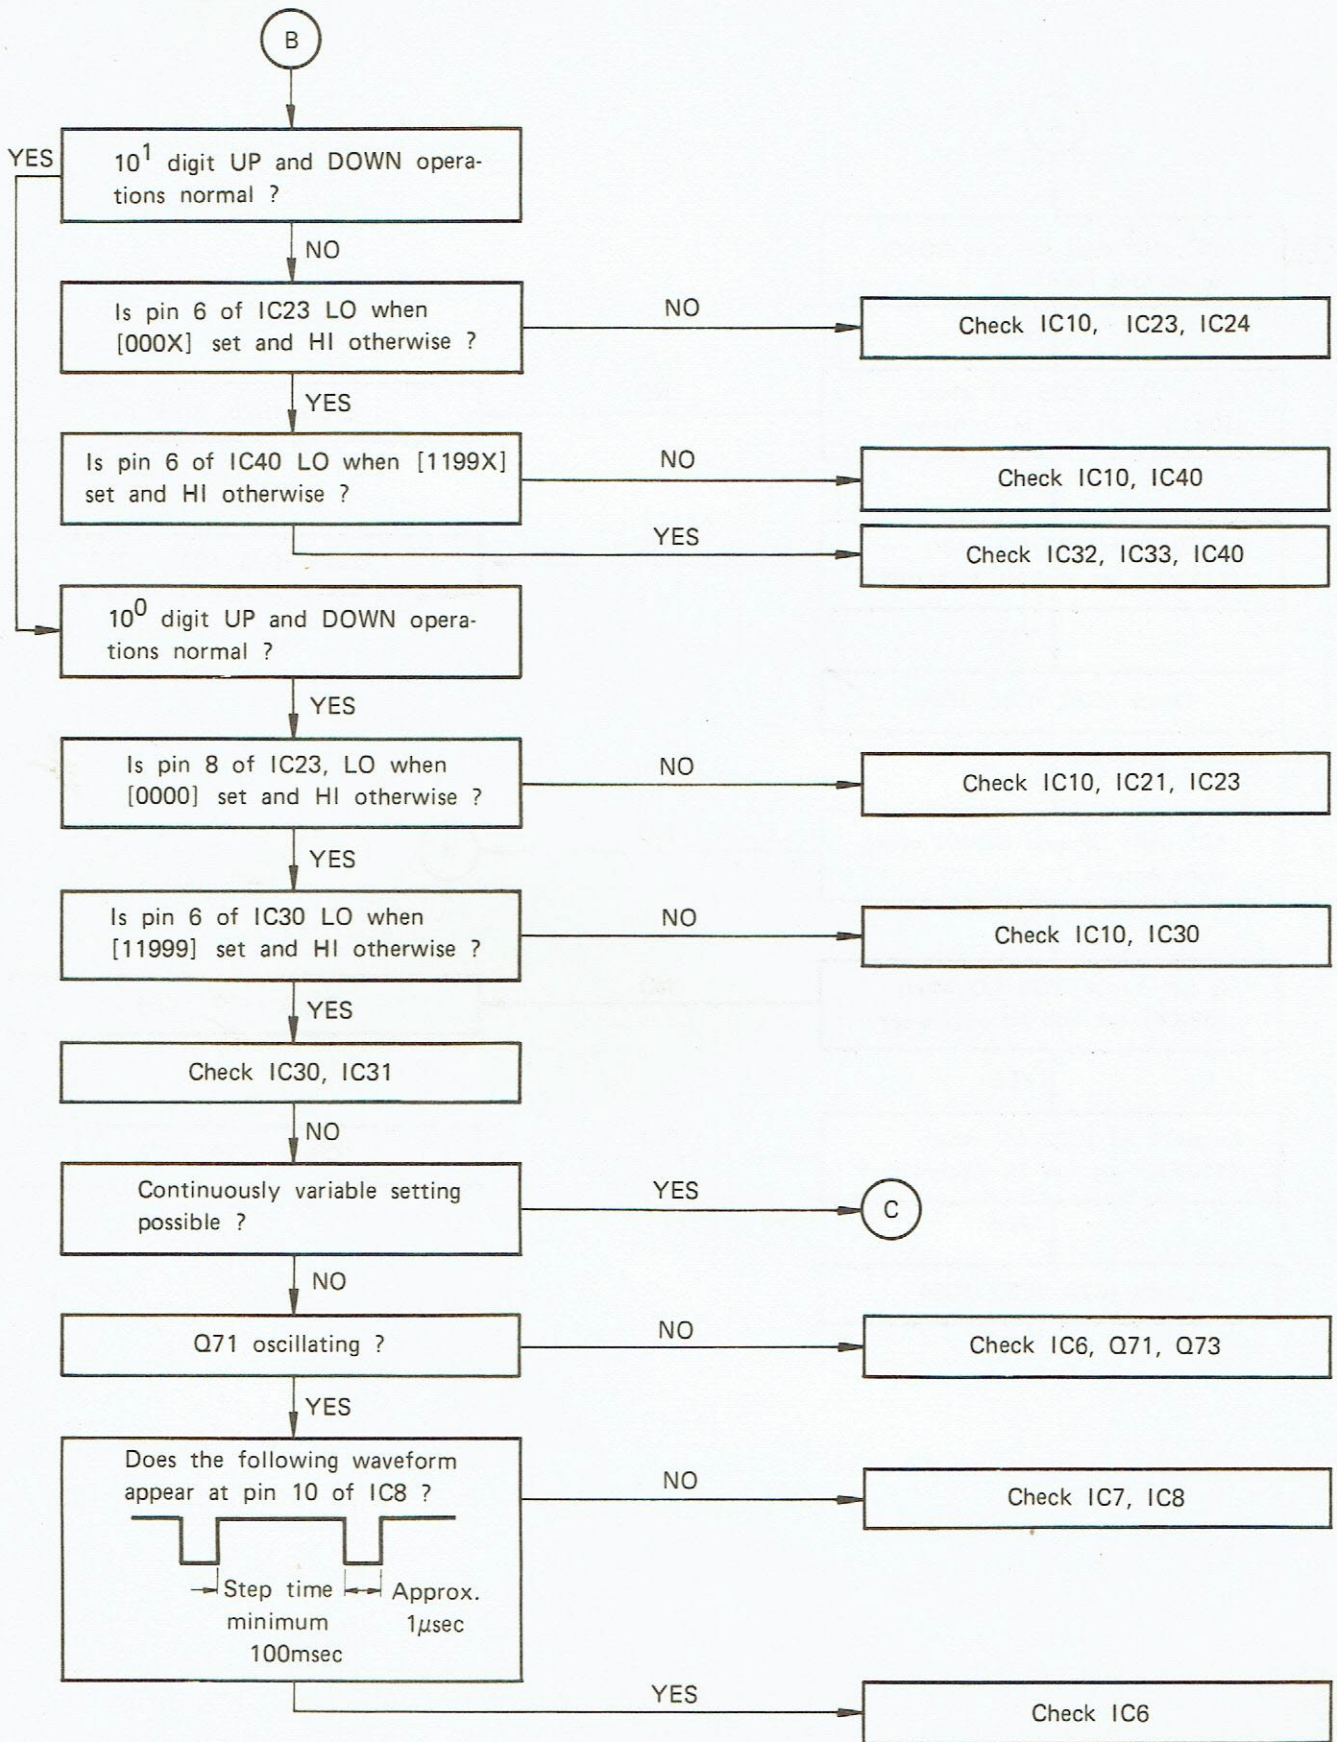 B
YES
10¹ digit UP and DOWN opera-
tions normal ?
NO
Is pin 6 of IC23 LO when
[000X] set and HI otherwise ?
NO
Check IC10, IC23, IC24
YES
Is pin 6 of IC40 LO when [1199X]
set and HI otherwise ?
NO
Check IC10, IC40
YES
Check IC32, IC33, IC40
10⁰ digit UP and DOWN opera-
tions normal ?
YES
Is pin 8 of IC23, LO when
[0000] set and HI otherwise ?
NO
Check IC10, IC21, IC23
YES
Is pin 6 of IC30 LO when
[11999] set and HI otherwise ?
NO
Check IC10, IC30
YES
Check IC30, IC31
NO
Continuously variable setting
possible ?
YES
C
NO
Q71 oscillating ?
NO
Check IC6, Q71, Q73
YES
Does the following waveform
appear at pin 10 of IC8 ?
NO
Check IC7, IC8
Step time
minimum
100msec
Approx.
1μsec
YES
Check IC6